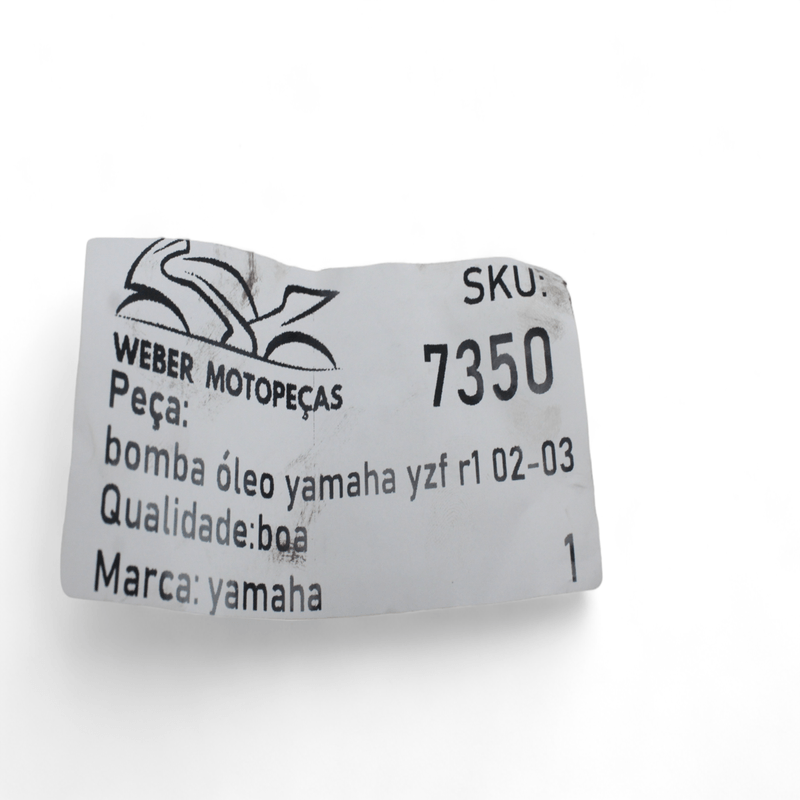 SKU:
7350
WEBER MOTOPEÇAS
Peça:
bomba óleo yamaha yzf r1 02-03
Qualidade:boa
1
Marca: yamaha